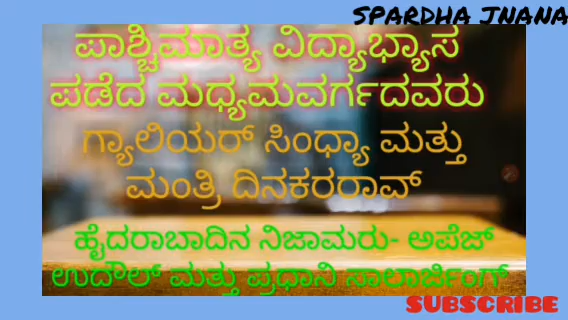 SPARDHA JNANA
ಪಾಶ್ಚಿಮಾತ್ಯ ವಿದ್ಯಾಭ್ಯಾಸ
ಪಡೆದ ಮಧ್ಯಮವರ್ಗದವರು
ಗ್ವಾಲಿಯರ್ ಸಿಂಧ್ಯಾ ಮತ್ತು
ಮಂತ್ರಿ ದಿನಕರರಾವ್
ಹೈದರಾಬಾದಿನ ನಿಜಾಮರು- ಅಪೆಜ್
ಉದೌಲ್ ಮತ್ತು ಪ್ರಧಾನಿ ಸಾಲಾರ್ಜಿಂಗ್
SUBSCRIBE